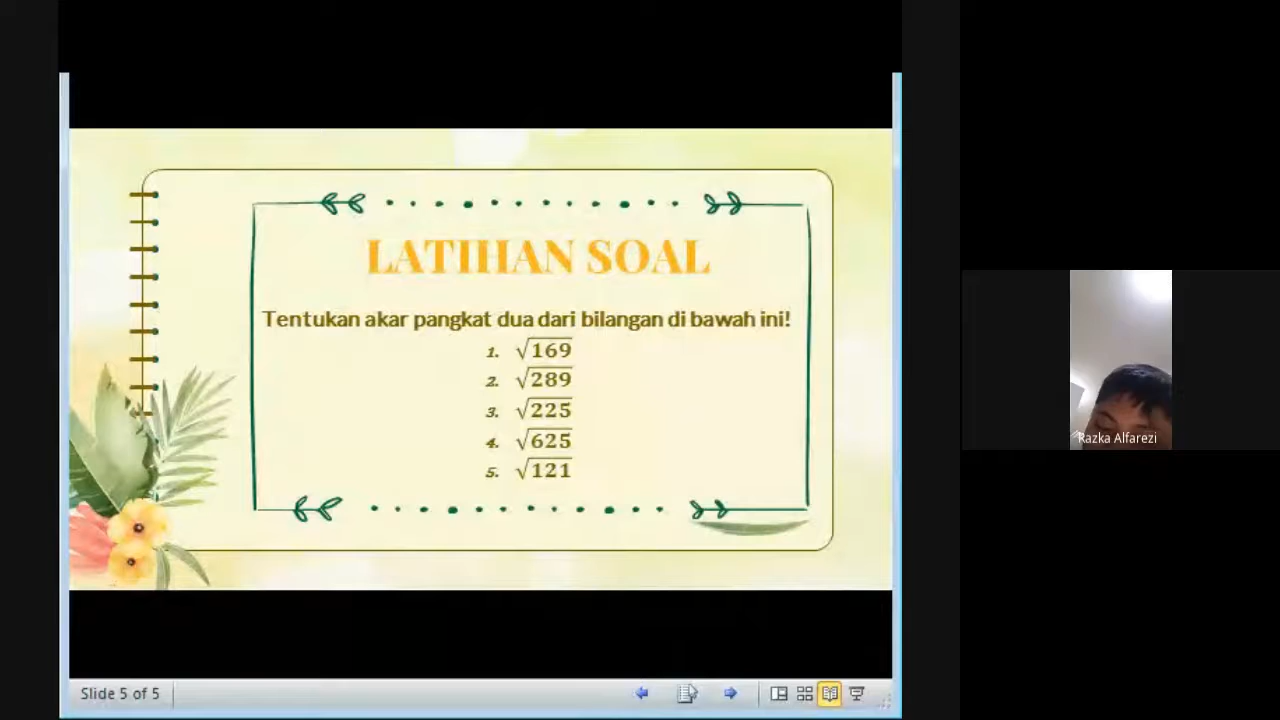 LATIHAN SOAL
Tentukan akar pangkat dua dari bilangan di bawah ini!
1. √169
2. √289
3. √225
4. √625
5. √121
Razka Alfarezi
Slide 5 of 5